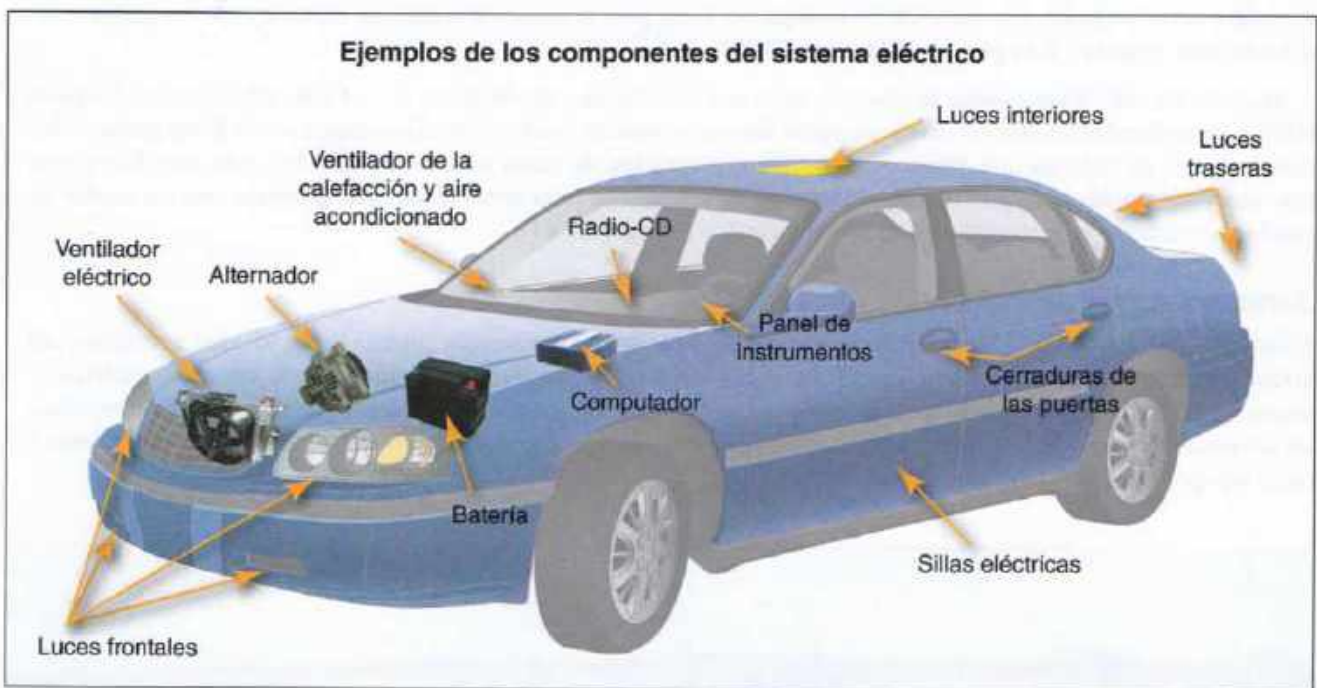 Ejemplos de los componentes del sistema eléctrico
Luces interiores
Luces
traseras
Ventilador de la
calefacción y aire
acondicionado
Radio-CD
Ventilador
eléctrico
Alternador
Panel de
instrumentos
Cerraduras de
las puertas
Computador
Batería
Sillas eléctricas
Luces frontales